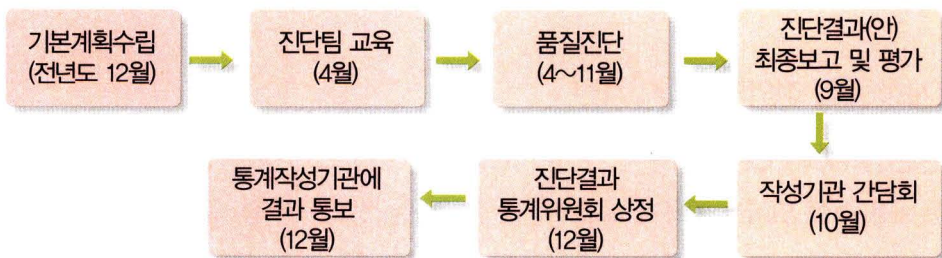 기본계획수립
(전년도 12월)
진단팀 교육
(4월)
품질진단
(4~11월)
진단결과(안)
최종보고 및 평가
(9월)
작성기관 간담회
(10월)
진단결과
통계위원회 상정
(12월)
통계작성기관에
결과 통보
(12월)